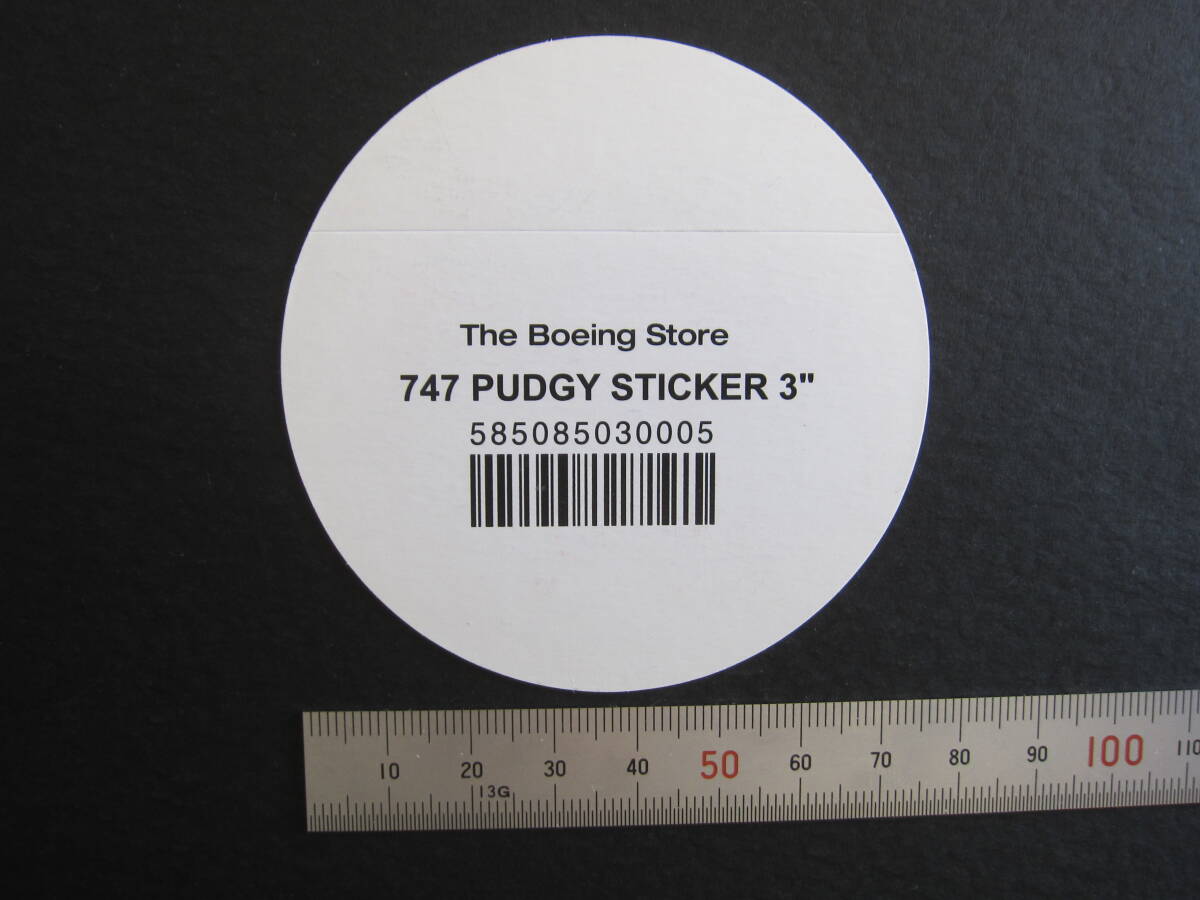 The Boeing Store
747 PUDGY STICKER 3"
585085030005
10 20 30 40 50 60 70 80 90 100 110
13G